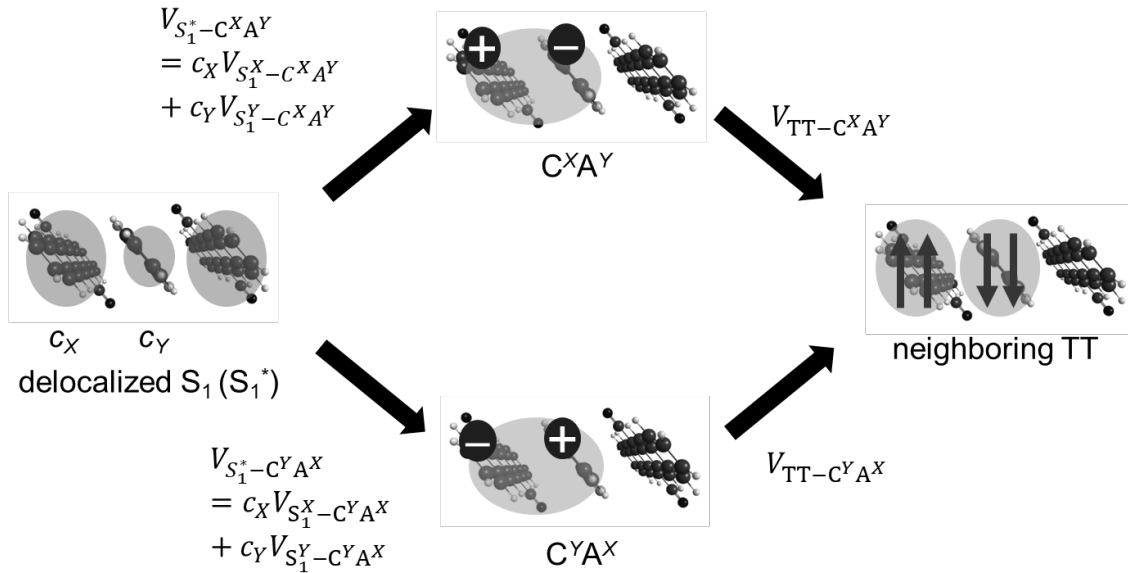 V_{S_1^*−C^XA^Y}
= c_X V_{S_1^X−C^XA^Y}
+ c_Y V_{S_1^Y−C^XA^Y}
+ −
C^XA^Y
V_{TT−C^XA^Y}
c_X c_Y
delocalized S_1 (S_1^*)
neighboring TT
V_{S_1^*−C^YA^X}
= c_X V_{S_1^X−C^YA^X}
+ c_Y V_{S_1^Y−C^YA^X}
− +
C^YA^X
V_{TT−C^YA^X}